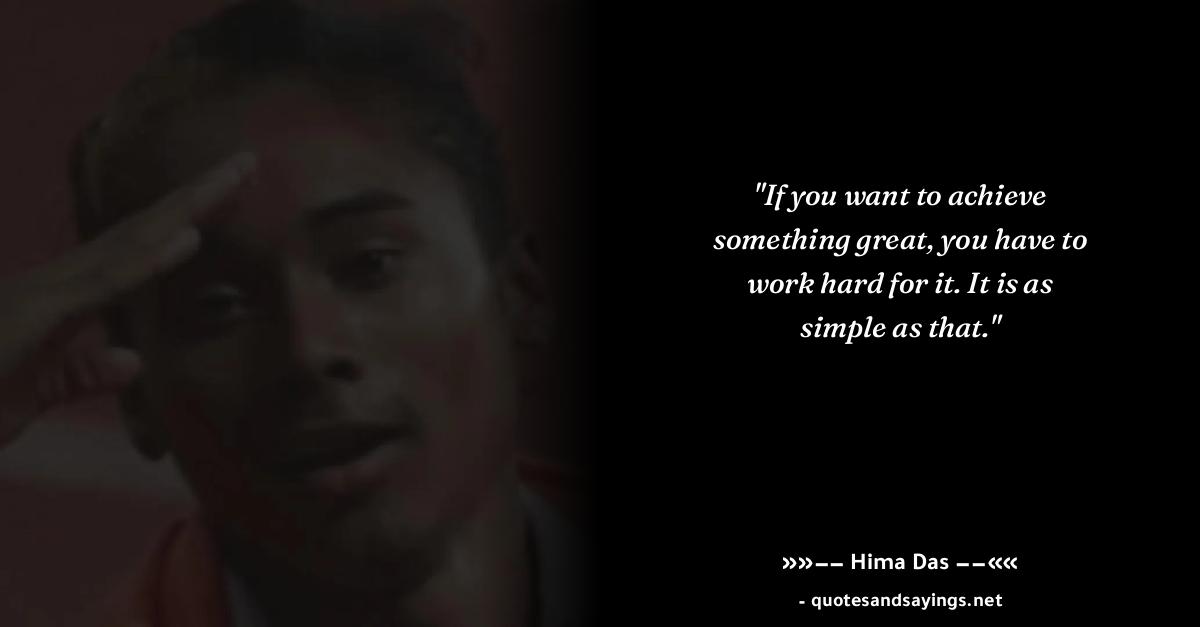 "If you want to achieve
something great, you have to
work hard for it. It is as
simple as that."
»»−− Hima Das −−««
- quotesandsayings.net